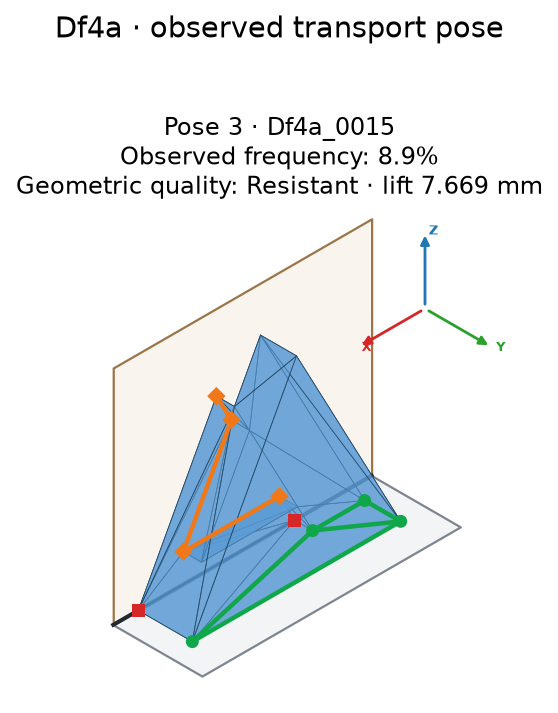 Df4a · observed transport pose
Pose 3 · Df4a_0015
Observed frequency: 8.9%
Geometric quality: Resistant · lift 7.669 mm
Z
X
Y